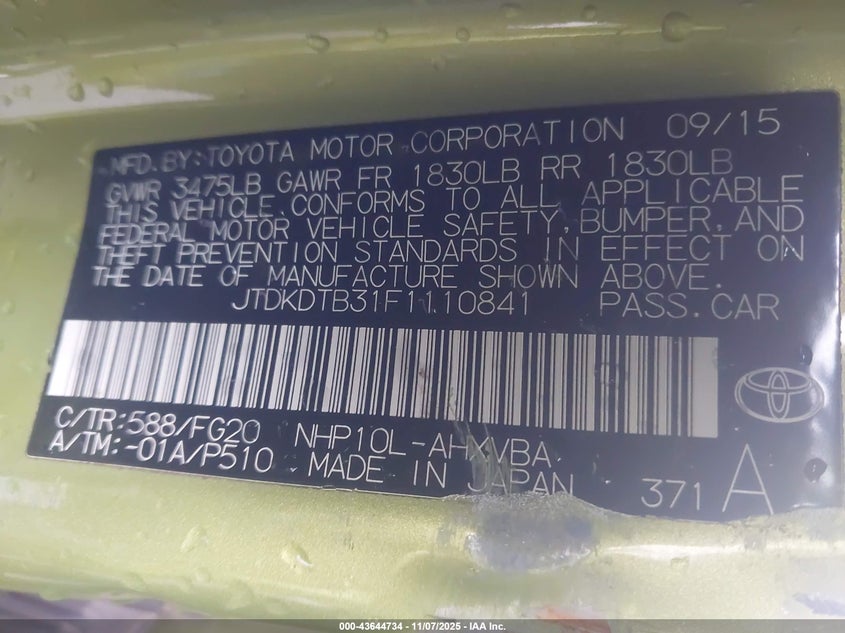 MFD.BY:TOYOTA MOTOR CORPORATION 09/15
GVWR 3475LB GAWR FR 1830LB RR 1830LB
THIS VEHICLE CONFORMS TO ALL APPLICABLE
FEDERAL MOTOR VEHICLE SAFETY,BUMPER,AND
THEFT PREVENTION STANDARDS IN EFFECT ON
THE DATE OF MANUFACTURE SHOWN ABOVE.
JTDKDTB31F1110841 PASS.CAR
C/TR:588/FG20 NHP10L-AHXVBA
A/TM:-01A/P510 MADE IN JAPAN 371 A
000-43644734 - 11/07/2025 - IAA Inc.